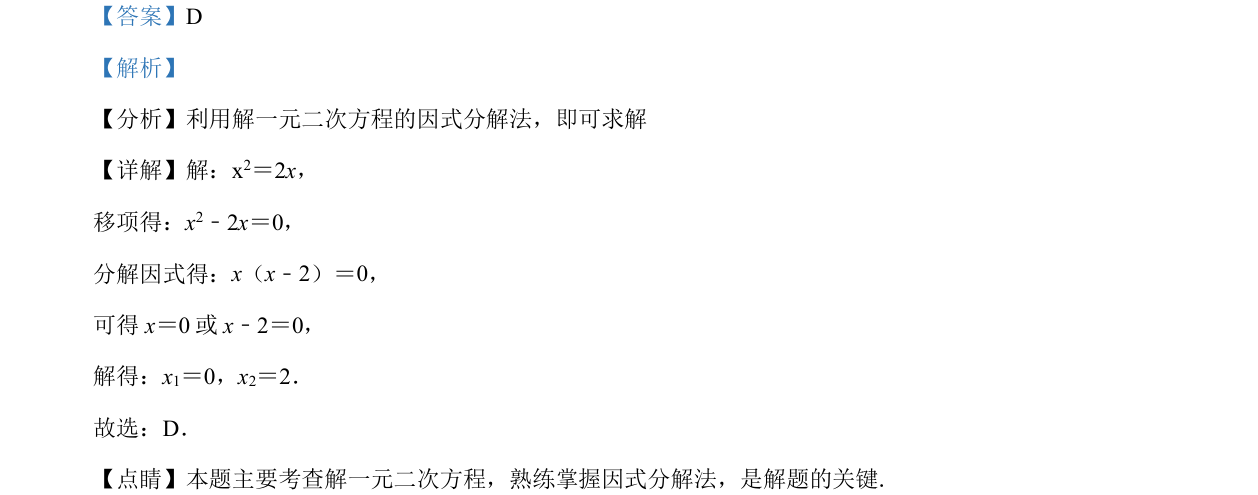 【答案】D
【解析】
【分析】利用解一元二次方程的因式分解法，即可求解
【详解】解：x²＝2x，
移项得：x²﹣2x＝0，
分解因式得：x（x﹣2）＝0，
可得 x＝0 或 x﹣2＝0，
解得：x₁＝0，x₂＝2．
故选：D．
【点睛】本题主要考查解一元二次方程，熟练掌握因式分解法，是解题的关键.